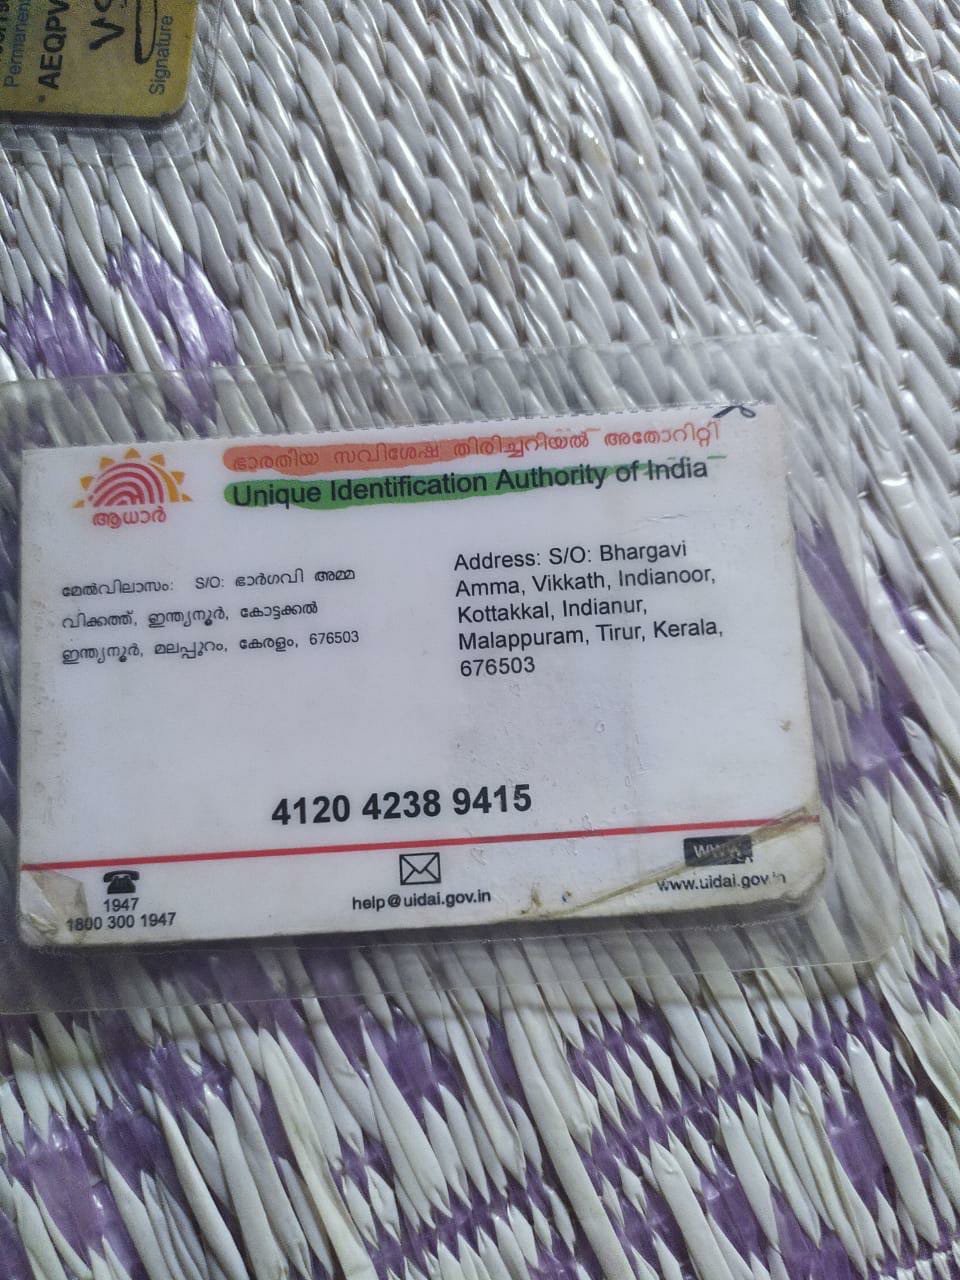 Permanen
AEQPV
Signature
ഭാരതീയ സവിശേഷ തിരിച്ചറിയൽ അതോറിറ്റി
Unique Identification Authority of India
ആധാർ
മേൽവിലാസം: S/O: ഭാർഗവി അമ്മ
വിക്കത്ത്, ഇന്ത്യനൂർ, കോട്ടക്കൽ
ഇന്ത്യനൂർ, മലപ്പുറം, കേരളം, 676503
Address: S/O: Bhargavi
Amma, Vikkath, Indianoor,
Kottakkal, Indianur,
Malappuram, Tirur, Kerala,
676503
4120 4238 9415
1947
1800 300 1947
help@uidai.gov.in
www
www.uidai.gov.in